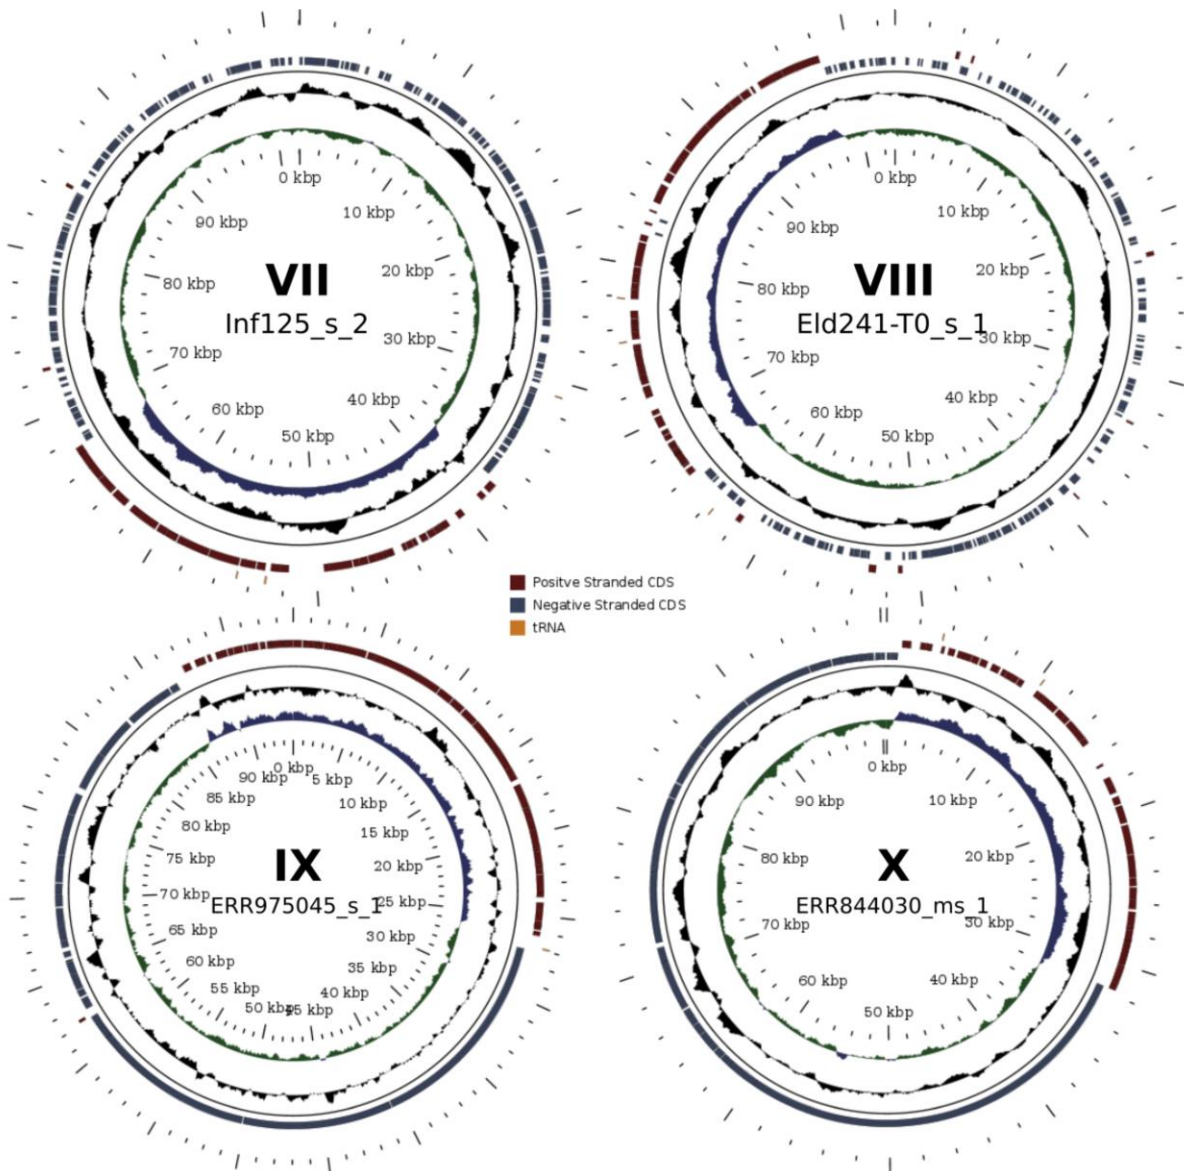 0 kbp
10 kbp
20 kbp
30 kbp
40 kbp
50 kbp
60 kbp
70 kbp
80 kbp
90 kbp
VII
Inf125_s_2
0 kbp
10 kbp
20 kbp
30 kbp
40 kbp
50 kbp
60 kbp
70 kbp
80 kbp
90 kbp
VIII
Eld241-T0_s_1
Positve Stranded CDS
Negative Stranded CDS
tRNA
0 kbp
5 kbp
10 kbp
15 kbp
20 kbp
25 kbp
30 kbp
35 kbp
40 kbp
45 kbp
50 kbp
55 kbp
60 kbp
65 kbp
70 kbp
75 kbp
80 kbp
85 kbp
90 kbp
IX
ERR975045_s_1
0 kbp
10 kbp
20 kbp
30 kbp
40 kbp
50 kbp
60 kbp
70 kbp
80 kbp
90 kbp
X
ERR844030_ms_1